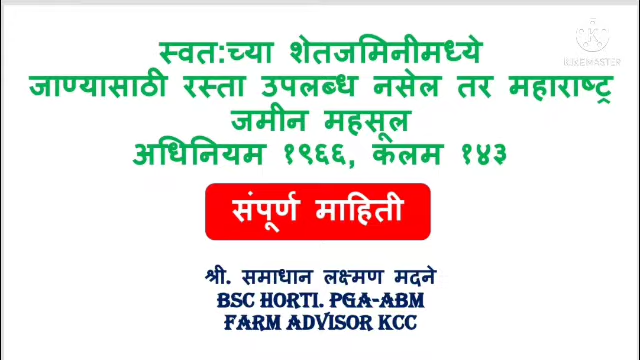 KINEMASTER
स्वत:च्या शेतजमिनीमध्ये
जाण्यासाठी रस्ता उपलब्ध नसेल तर महाराष्ट्र
जमीन महसूल
अधिनियम १९६६, कलम १४३
संपूर्ण माहिती
श्री. समाधान लक्ष्मण मदने
BSC HORTI. PGA-ABM
FARM ADVISOR KCC